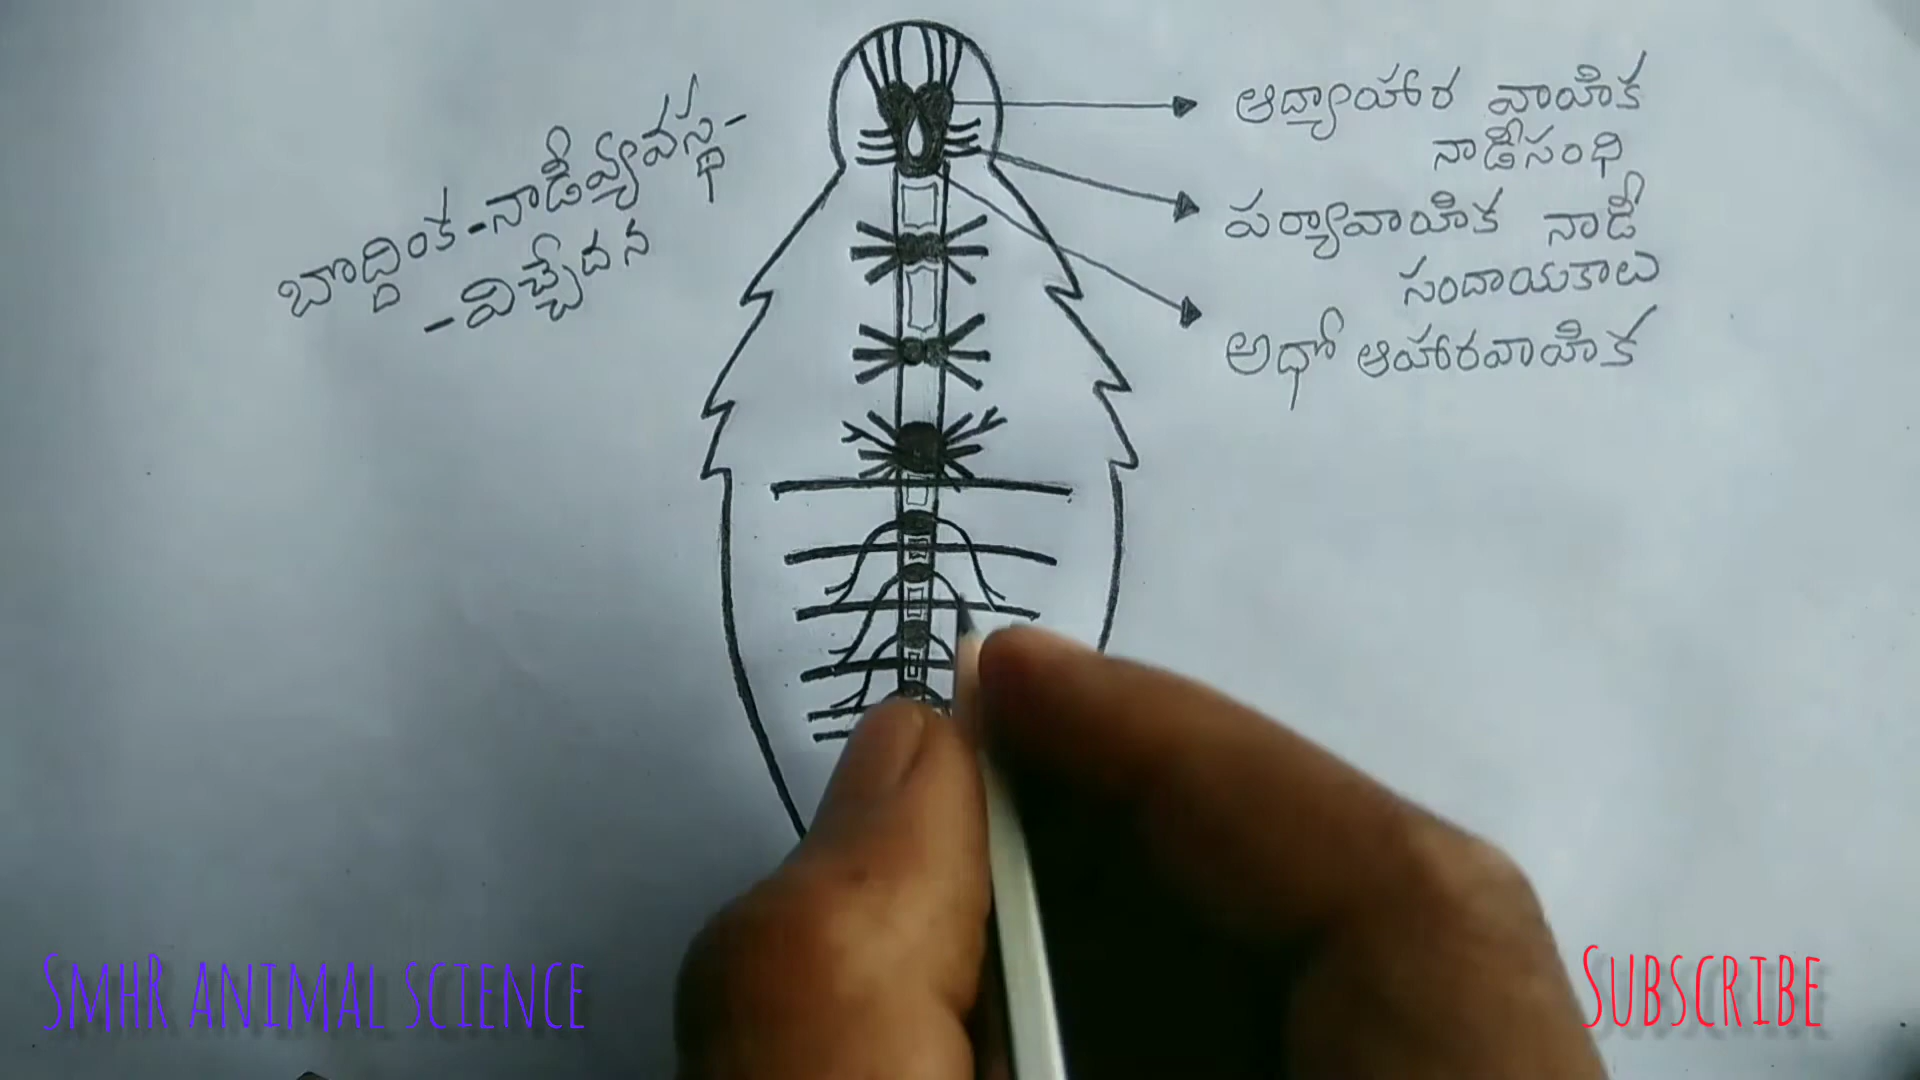 బొద్దింక-నాడీవ్యవస్థ-
-విచ్ఛేదన
ఆద్యాహార వాహిక
నాడీసంధి
పర్యావాహిక నాడీ
సందాయకాలు
అధో ఆహారవాహిక
SMHR ANIMAL SCIENCE
SUBSCRIBE